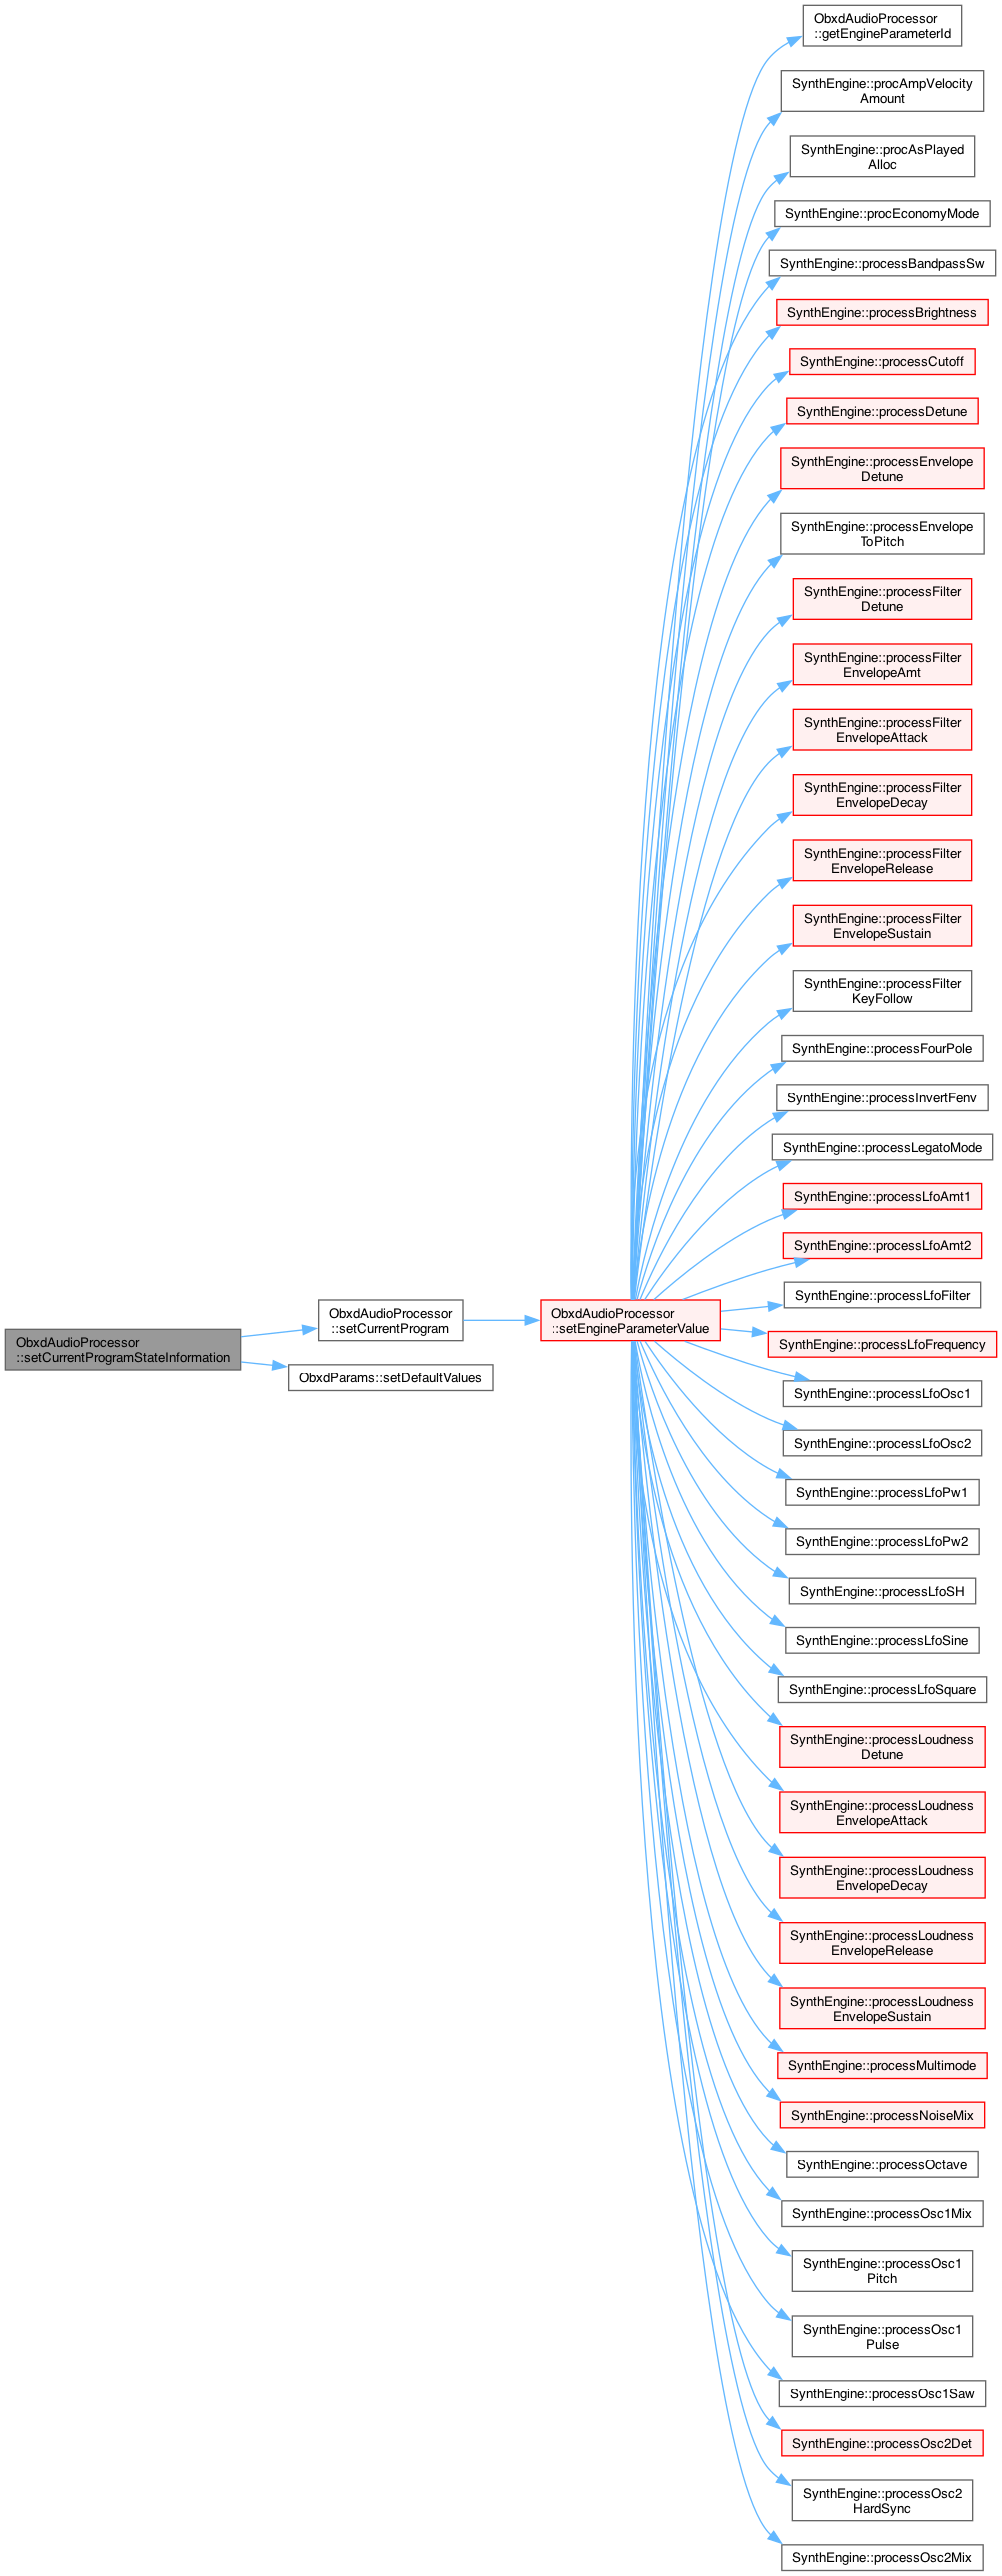 ObxdAudioProcessor
::setCurrentProgramStateInformation
ObxdAudioProcessor
::setCurrentProgram
ObxdParams::setDefaultValues
ObxdAudioProcessor
::setEngineParameterValue
ObxdAudioProcessor
::getEngineParameterId
SynthEngine::procAmpVelocity
Amount
SynthEngine::procAsPlayed
Alloc
SynthEngine::procEconomyMode
SynthEngine::processBandpassSw
SynthEngine::processBrightness
SynthEngine::processCutoff
SynthEngine::processDetune
SynthEngine::processEnvelope
Detune
SynthEngine::processEnvelope
ToPitch
SynthEngine::processFilter
Detune
SynthEngine::processFilter
EnvelopeAmt
SynthEngine::processFilter
EnvelopeAttack
SynthEngine::processFilter
EnvelopeDecay
SynthEngine::processFilter
EnvelopeRelease
SynthEngine::processFilter
EnvelopeSustain
SynthEngine::processFilter
KeyFollow
SynthEngine::processFourPole
SynthEngine::processInvertFenv
SynthEngine::processLegatoMode
SynthEngine::processLfoAmt1
SynthEngine::processLfoAmt2
SynthEngine::processLfoFilter
SynthEngine::processLfoFrequency
SynthEngine::processLfoOsc1
SynthEngine::processLfoOsc2
SynthEngine::processLfoPw1
SynthEngine::processLfoPw2
SynthEngine::processLfoSH
SynthEngine::processLfoSine
SynthEngine::processLfoSquare
SynthEngine::processLoudness
Detune
SynthEngine::processLoudness
EnvelopeAttack
SynthEngine::processLoudness
EnvelopeDecay
SynthEngine::processLoudness
EnvelopeRelease
SynthEngine::processLoudness
EnvelopeSustain
SynthEngine::processMultimode
SynthEngine::processNoiseMix
SynthEngine::processOctave
SynthEngine::processOsc1Mix
SynthEngine::processOsc1
Pitch
SynthEngine::processOsc1
Pulse
SynthEngine::processOsc1Saw
SynthEngine::processOsc2Det
SynthEngine::processOsc2
HardSync
SynthEngine::processOsc2Mix